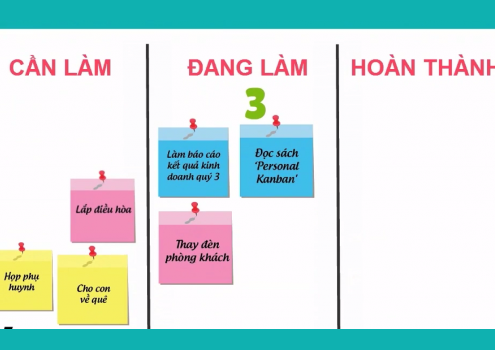 CẦN LÀM
ĐANG LÀM
HOÀN THÀNH
3
Làm báo cáo
kết quả kinh
doanh quý 3
Đọc sách
‘Personal
Kanban’
Lắp điều hòa
Thay đèn
phòng khách
Họp phụ
huynh
Cho con
về quê